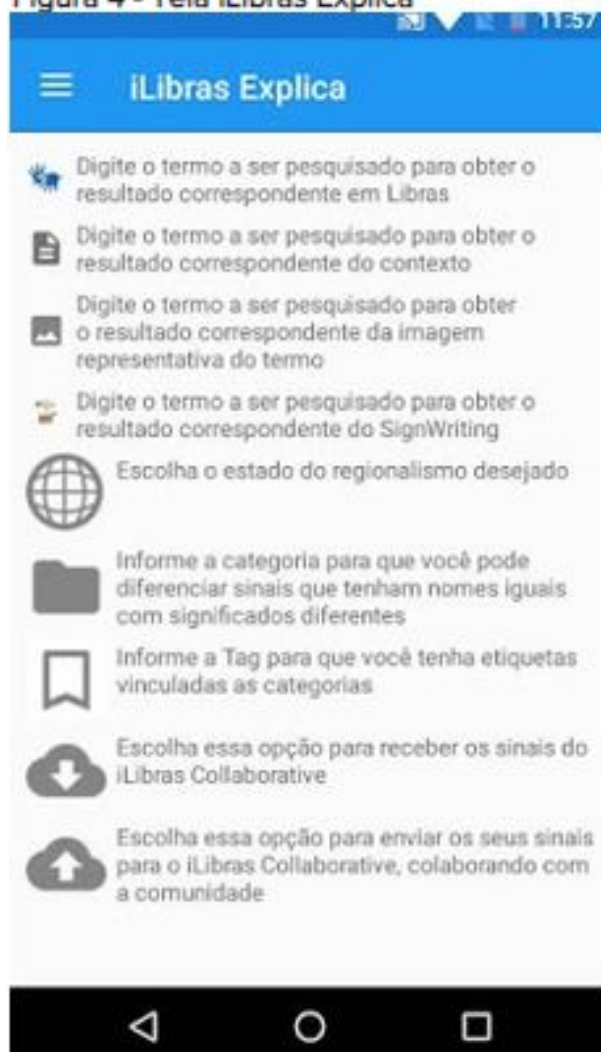 Figura 4 - Tela iLibras Explica
11:57
iLibras Explica
Digite o termo a ser pesquisado para obter o
resultado correspondente em Libras
Digite o termo a ser pesquisado para obter o
resultado correspondente do contexto
Digite o termo a ser pesquisado para obter
o resultado correspondente da imagem
representativa do termo
Digite o termo a ser pesquisado para obter o
resultado correspondente do SignWriting
Escolha o estado do regionalismo desejado
Informe a categoria para que você pode
diferenciar sinais que tenham nomes iguais
com significados diferentes
Informe a Tag para que você tenha etiquetas
vinculadas as categorias
Escolha essa opção para receber os sinais do
iLibras Collaborative
Escolha essa opção para enviar os seus sinais
para o iLibras Collaborative, colaborando com
a comunidade